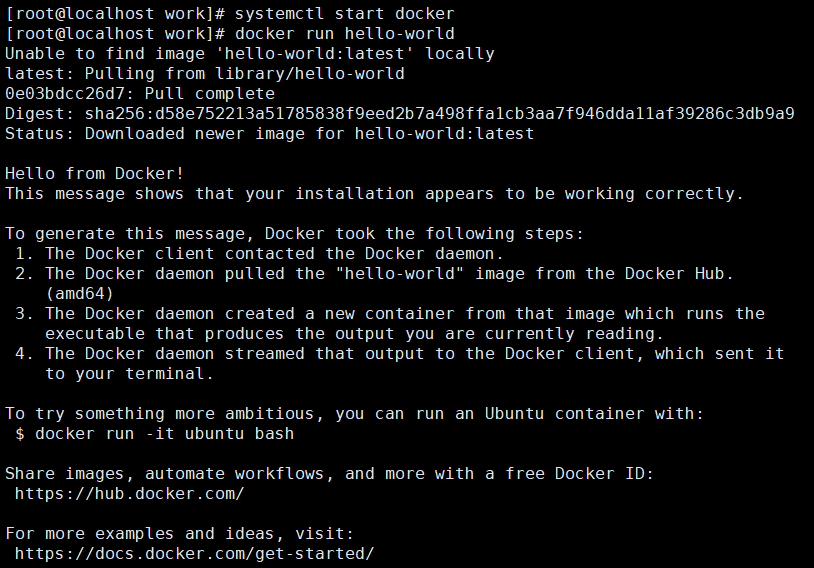 [root@localhost work]# systemctl start docker
[root@localhost work]# docker run hello-world
Unable to find image 'hello-world:latest' locally
latest: Pulling from library/hello-world
0e03bdcc26d7: Pull complete
Digest: sha256:d58e752213a51785838f9eed2b7a498ffa1cb3aa7f946dda11af39286c3db9a9
Status: Downloaded newer image for hello-world:latest

Hello from Docker!
This message shows that your installation appears to be working correctly.

To generate this message, Docker took the following steps:
 1. The Docker client contacted the Docker daemon.
 2. The Docker daemon pulled the "hello-world" image from the Docker Hub.
    (amd64)
 3. The Docker daemon created a new container from that image which runs the
    executable that produces the output you are currently reading.
 4. The Docker daemon streamed that output to the Docker client, which sent it
    to your terminal.

To try something more ambitious, you can run an Ubuntu container with:
 $ docker run -it ubuntu bash

Share images, automate workflows, and more with a free Docker ID:
 https://hub.docker.com/

For more examples and ideas, visit:
 https://docs.docker.com/get-started/